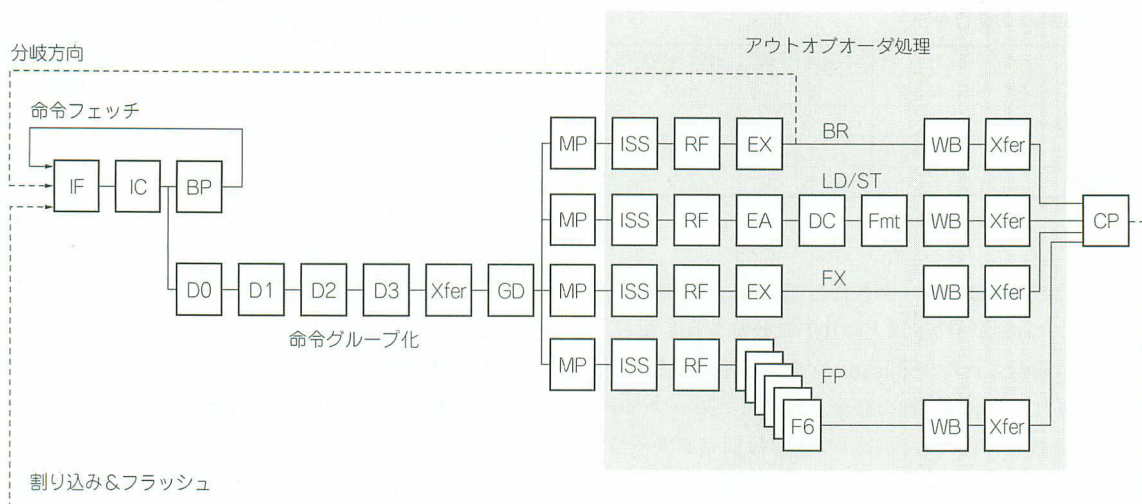 アウトオブオーダ処理
分岐方向
命令フェッチ
MP ISS RF EX BR WB Xfer
IF IC BP
LD/ST
MP ISS RF EA DC Fmt WB Xfer CP
D0 D1 D2 D3 Xfer GD MP ISS RF EX FX WB Xfer
命令グループ化
MP ISS RF FP
F6 WB Xfer
割り込み&フラッシュ